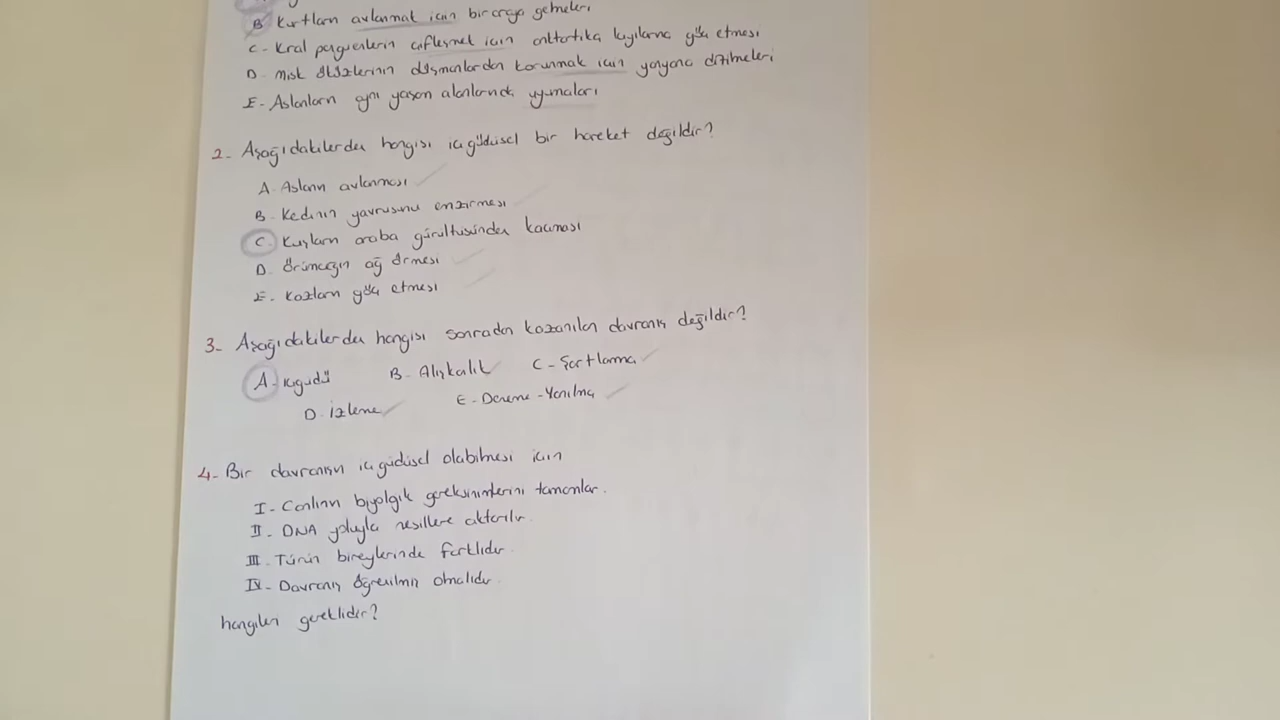 B Kurtların avlanmak için bir araya gelmeleri
C - Kral penguenlerin çiftleşmek için antartika kıyılarına göç etmesi
D. Misk öküzlerinin düşmanlardan korunmak için yanyana dizilmeleri
E - Aslanların aynı yaşam alanlarında uyumaları
2- Aşağıdakilerden hangisi içgüdüsel bir hareket değildir?
A. Aslanın avlanması
B. Kedinin yavrusunu emzirmesi
C. Kuşların araba gürültüsünden kaçması
D. Örümceğin ağ örmesi
E. Kazların göç etmesi
3- Aşağıdakilerden hangisi sonradan kazanılan davranış değildir?
A. İçgüdü B. Alışkanlık C - Şartlanma
D. İzleme E - Deneme - Yanılma
4- Bir davranışın içgüdüsel olabilmesi için
I - Canlının biyolojik gereksinimlerini tamamlar.
II - DNA yoluyla nesillere aktarılır.
III. Türün bireylerinde farklıdır.
IV - Davranış öğrenilmiş olmalıdır.
hangileri gereklidir?